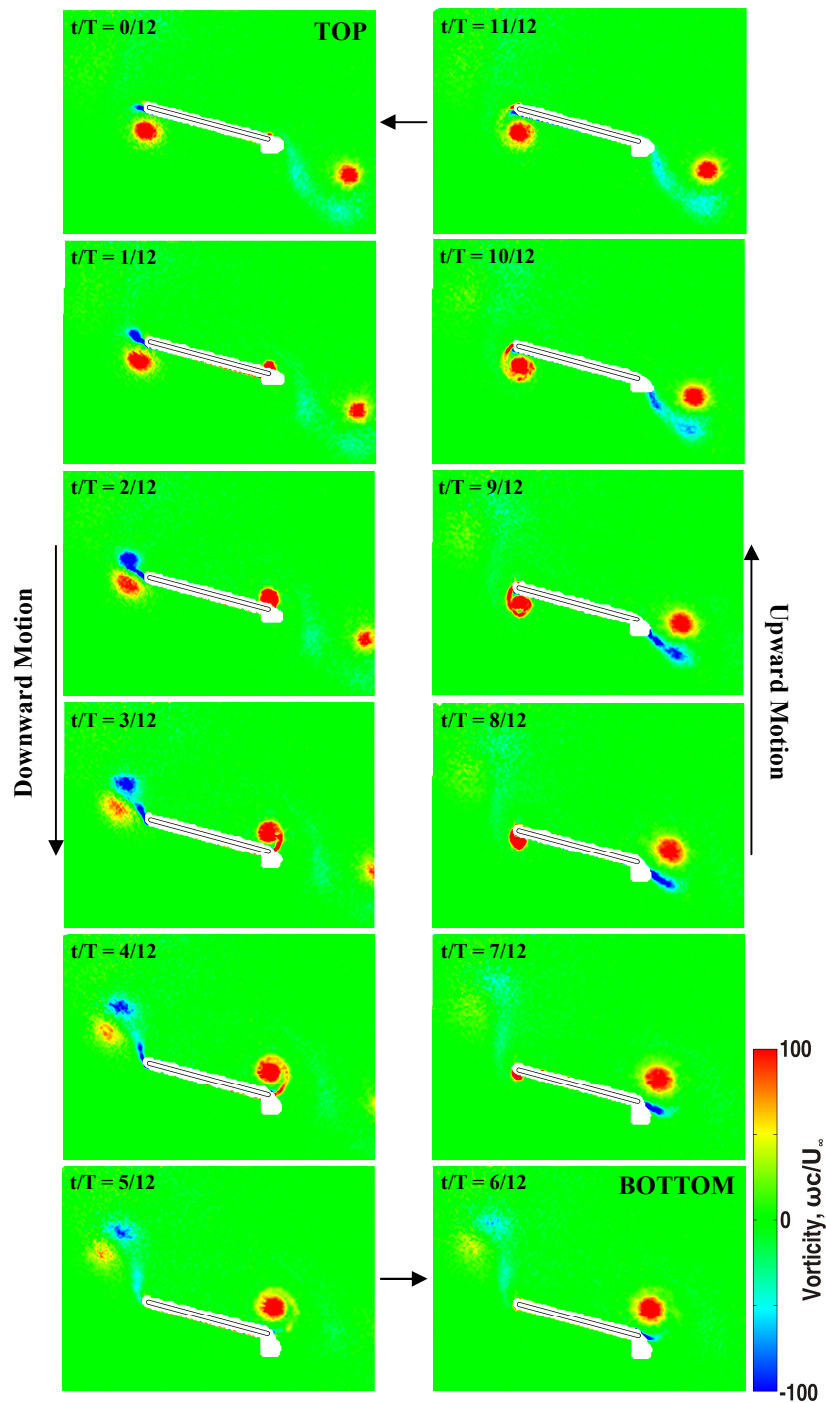 t/T = 0/12
TOP
t/T = 11/12
t/T = 1/12
t/T = 10/12
t/T = 2/12
t/T = 9/12
Downward Motion
Upward Motion
t/T = 3/12
t/T = 8/12
t/T = 4/12
t/T = 7/12
t/T = 5/12
t/T = 6/12
BOTTOM
100
0
-100
Vorticity, ωc/U∞